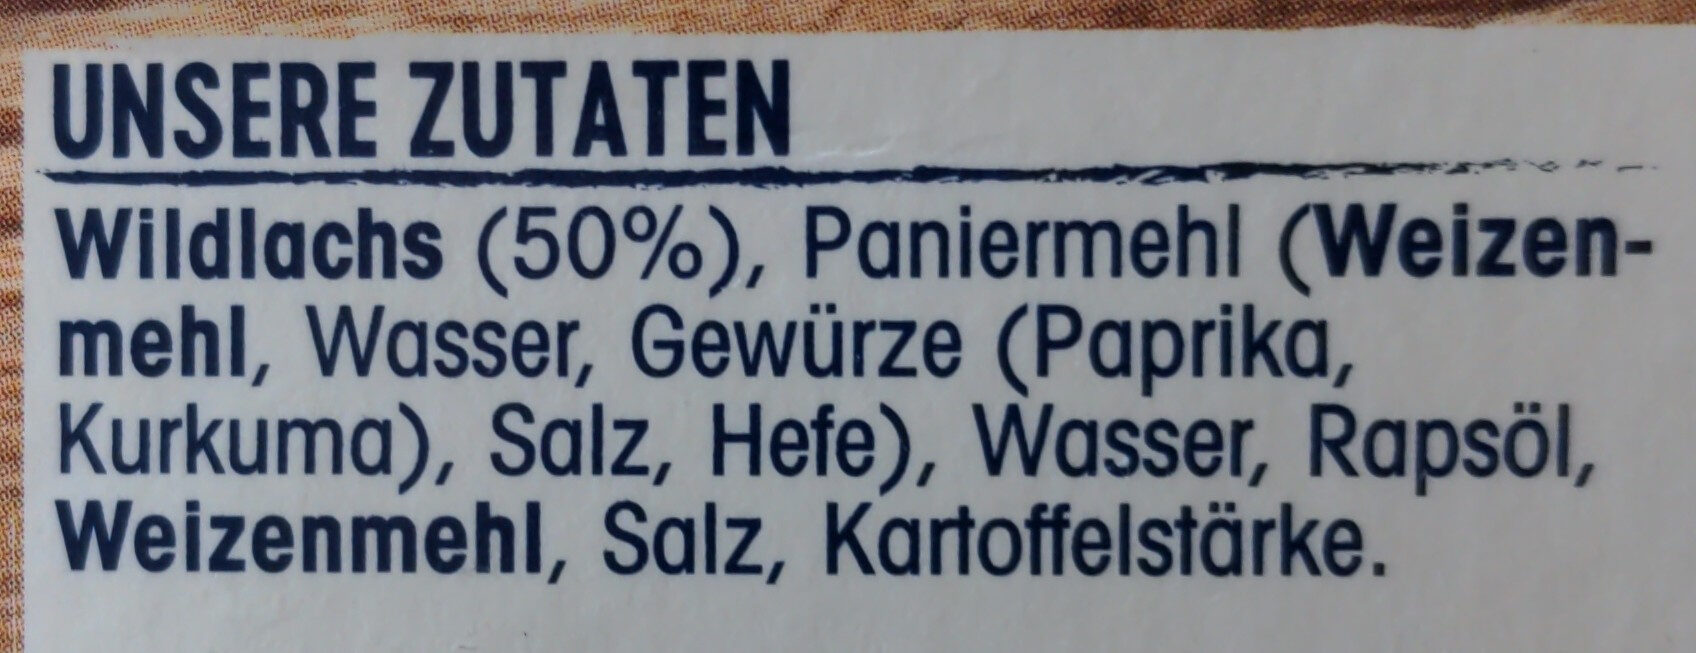 UNSERE ZUTATEN
Wildlachs (50%), Paniermehl (Weizen-
mehl, Wasser, Gewürze (Paprika,
Kurkuma), Salz, Hefe), Wasser, Rapsöl,
Weizenmehl, Salz, Kartoffelstärke.